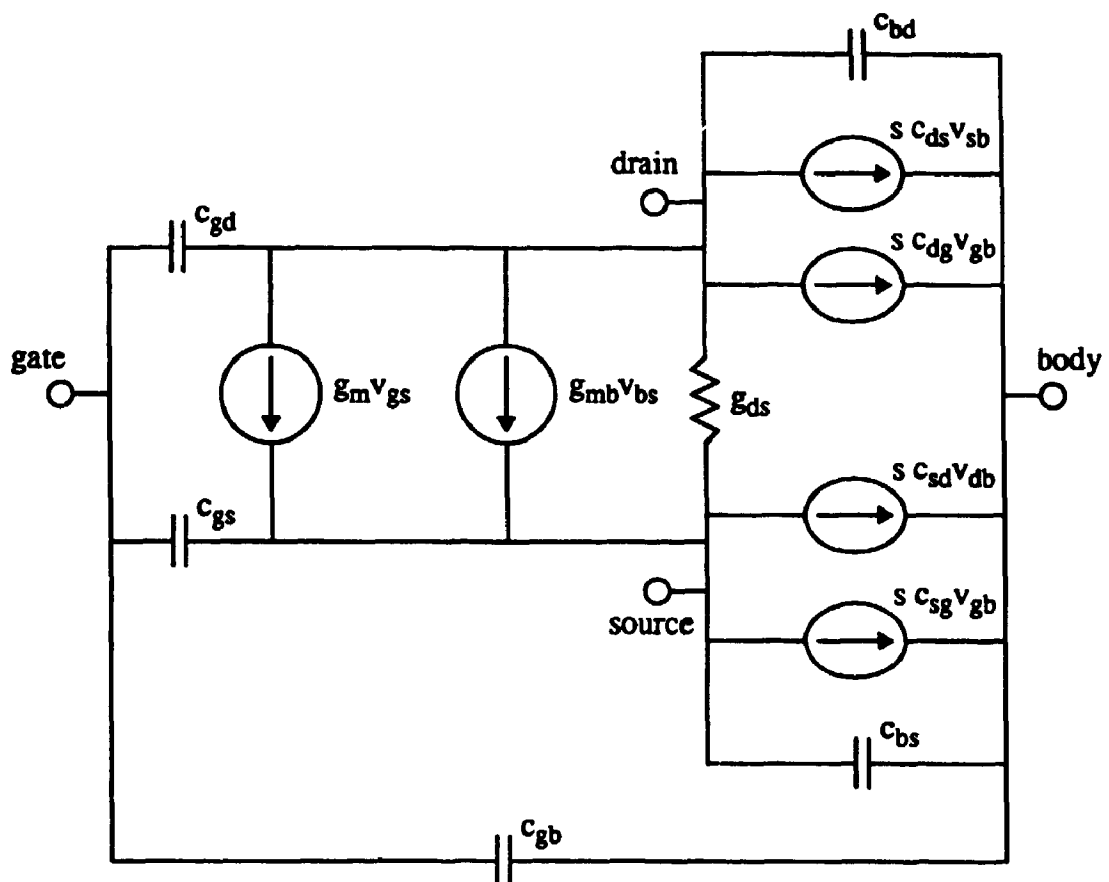 c_bd
s c_ds v_sb
drain
c_gd
s c_dg v_gb
gate
g_m v_gs
g_mb v_bs
g_ds
body
s c_sd v_db
c_gs
s c_sg v_gb
source
c_bs
c_gb